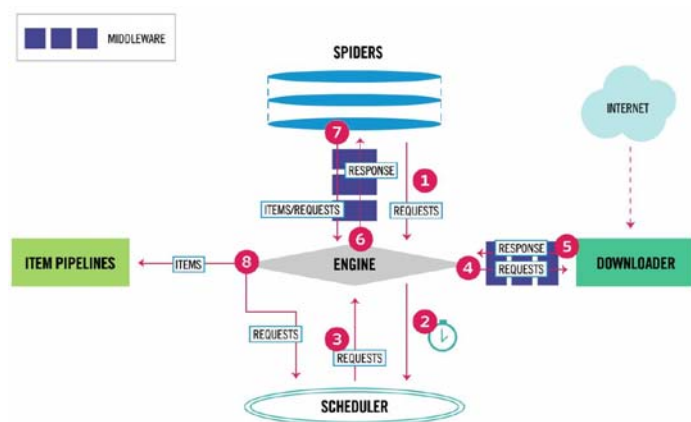 MIDDLEWARE
SPIDERS
INTERNET
7
RESPONSE
1
ITEMS/REQUESTS
REQUESTS
6
RESPONSE
5
ITEM PIPELINES
ITEMS
8
ENGINE
4
REQUESTS
DOWNLOADER
2
REQUESTS
3
REQUESTS
SCHEDULER